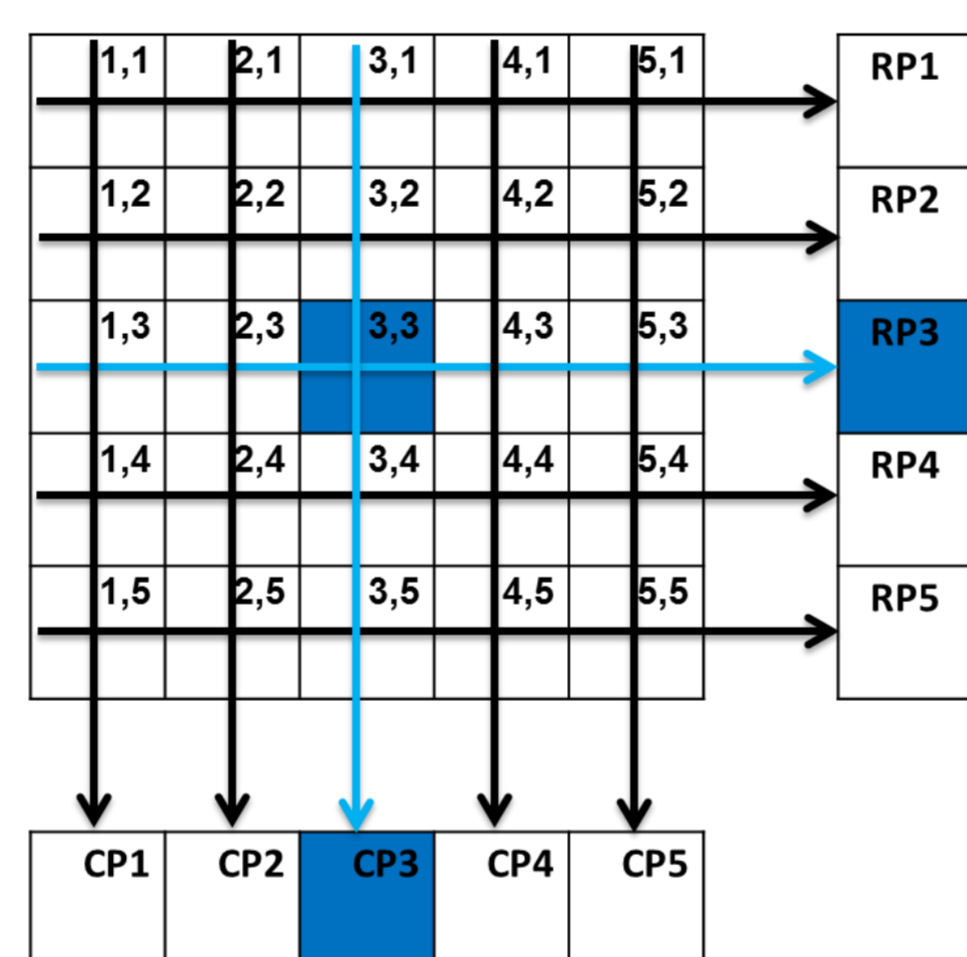 1,1 2,1 3,1 4,1 5,1 RP1
1,2 2,2 3,2 4,2 5,2 RP2
1,3 2,3 3,3 4,3 5,3 RP3
1,4 2,4 3,4 4,4 5,4 RP4
1,5 2,5 3,5 4,5 5,5 RP5
CP1 CP2 CP3 CP4 CP5